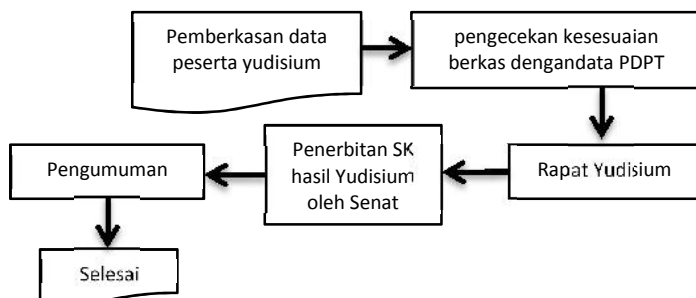 Pemberkasan data
peserta yudisium
pengecekan kesesuaian
berkas dengandata PDPT
Rapat Yudisium
Penerbitan SK
hasil Yudisium
oleh Senat
Pengumuman
Selesai